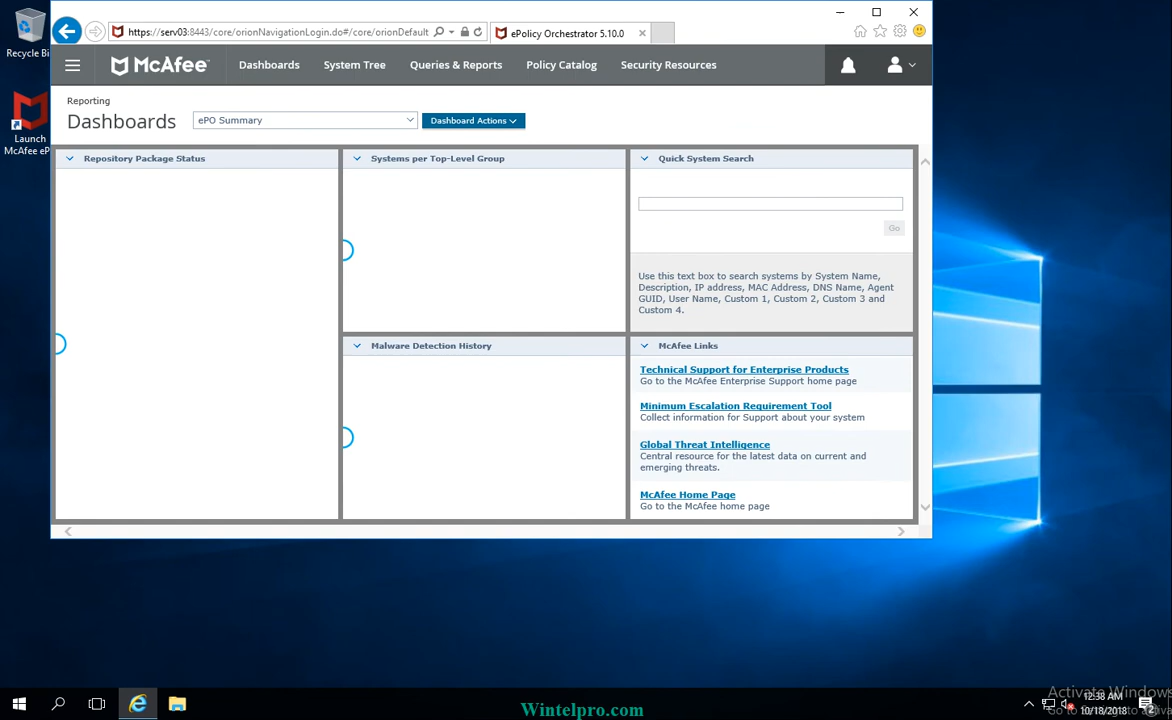 Recycle Bi
Launch
McAfee eP
https://serv03:8443/core/orionNavigationLogin.do#/core/orionDefault
ePolicy Orchestrator 5.10.0
McAfee
Dashboards
System Tree
Queries & Reports
Policy Catalog
Security Resources
Reporting
Dashboards
ePO Summary
Dashboard Actions
Repository Package Status
Systems per Top-Level Group
Quick System Search
Go
Use this text box to search systems by System Name,
Description, IP address, MAC Address, DNS Name, Agent
GUID, User Name, Custom 1, Custom 2, Custom 3 and
Custom 4.
Malware Detection History
McAfee Links
Technical Support for Enterprise Products
Go to the McAfee Enterprise Support home page
Minimum Escalation Requirement Tool
Collect information for Support about your system
Global Threat Intelligence
Central resource for the latest data on current and
emerging threats.
McAfee Home Page
Go to the McAfee home page
Activate Windows
12:38 AM
10/18/2018
2
Wintelpro.com